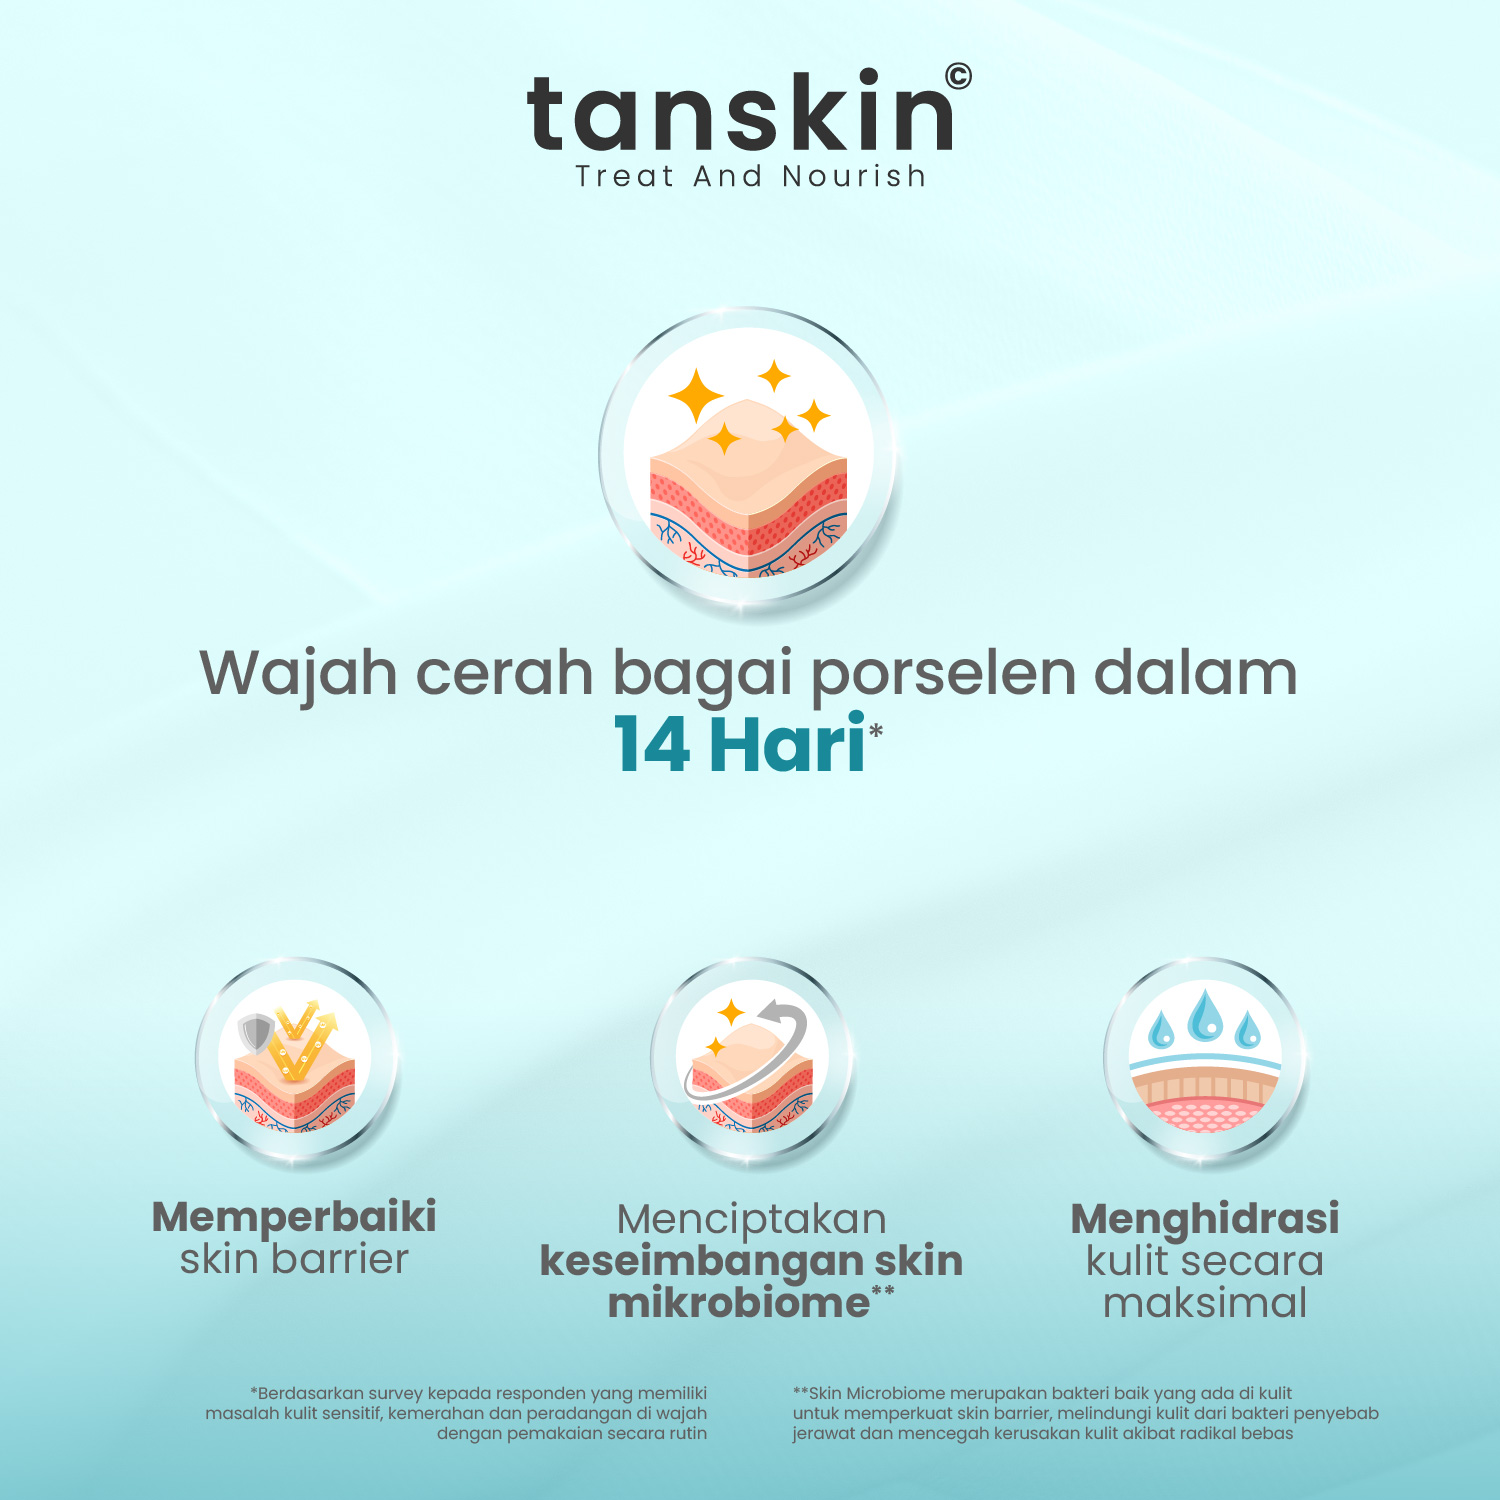 tanskin©
Treat And Nourish
Wajah cerah bagai porselen dalam
14 Hari*
Memperbaiki
skin barrier
Menciptakan
keseimbangan skin
mikrobiome**
Menghidrasi
kulit secara
maksimal
*Berdasarkan survey kepada responden yang memiliki
masalah kulit sensitif, kemerahan dan peradangan di wajah
dengan pemakaian secara rutin
**Skin Microbiome merupakan bakteri baik yang ada di kulit
untuk memperkuat skin barrier, melindungi kulit dari bakteri penyebab
jerawat dan mencegah kerusakan kulit akibat radikal bebas